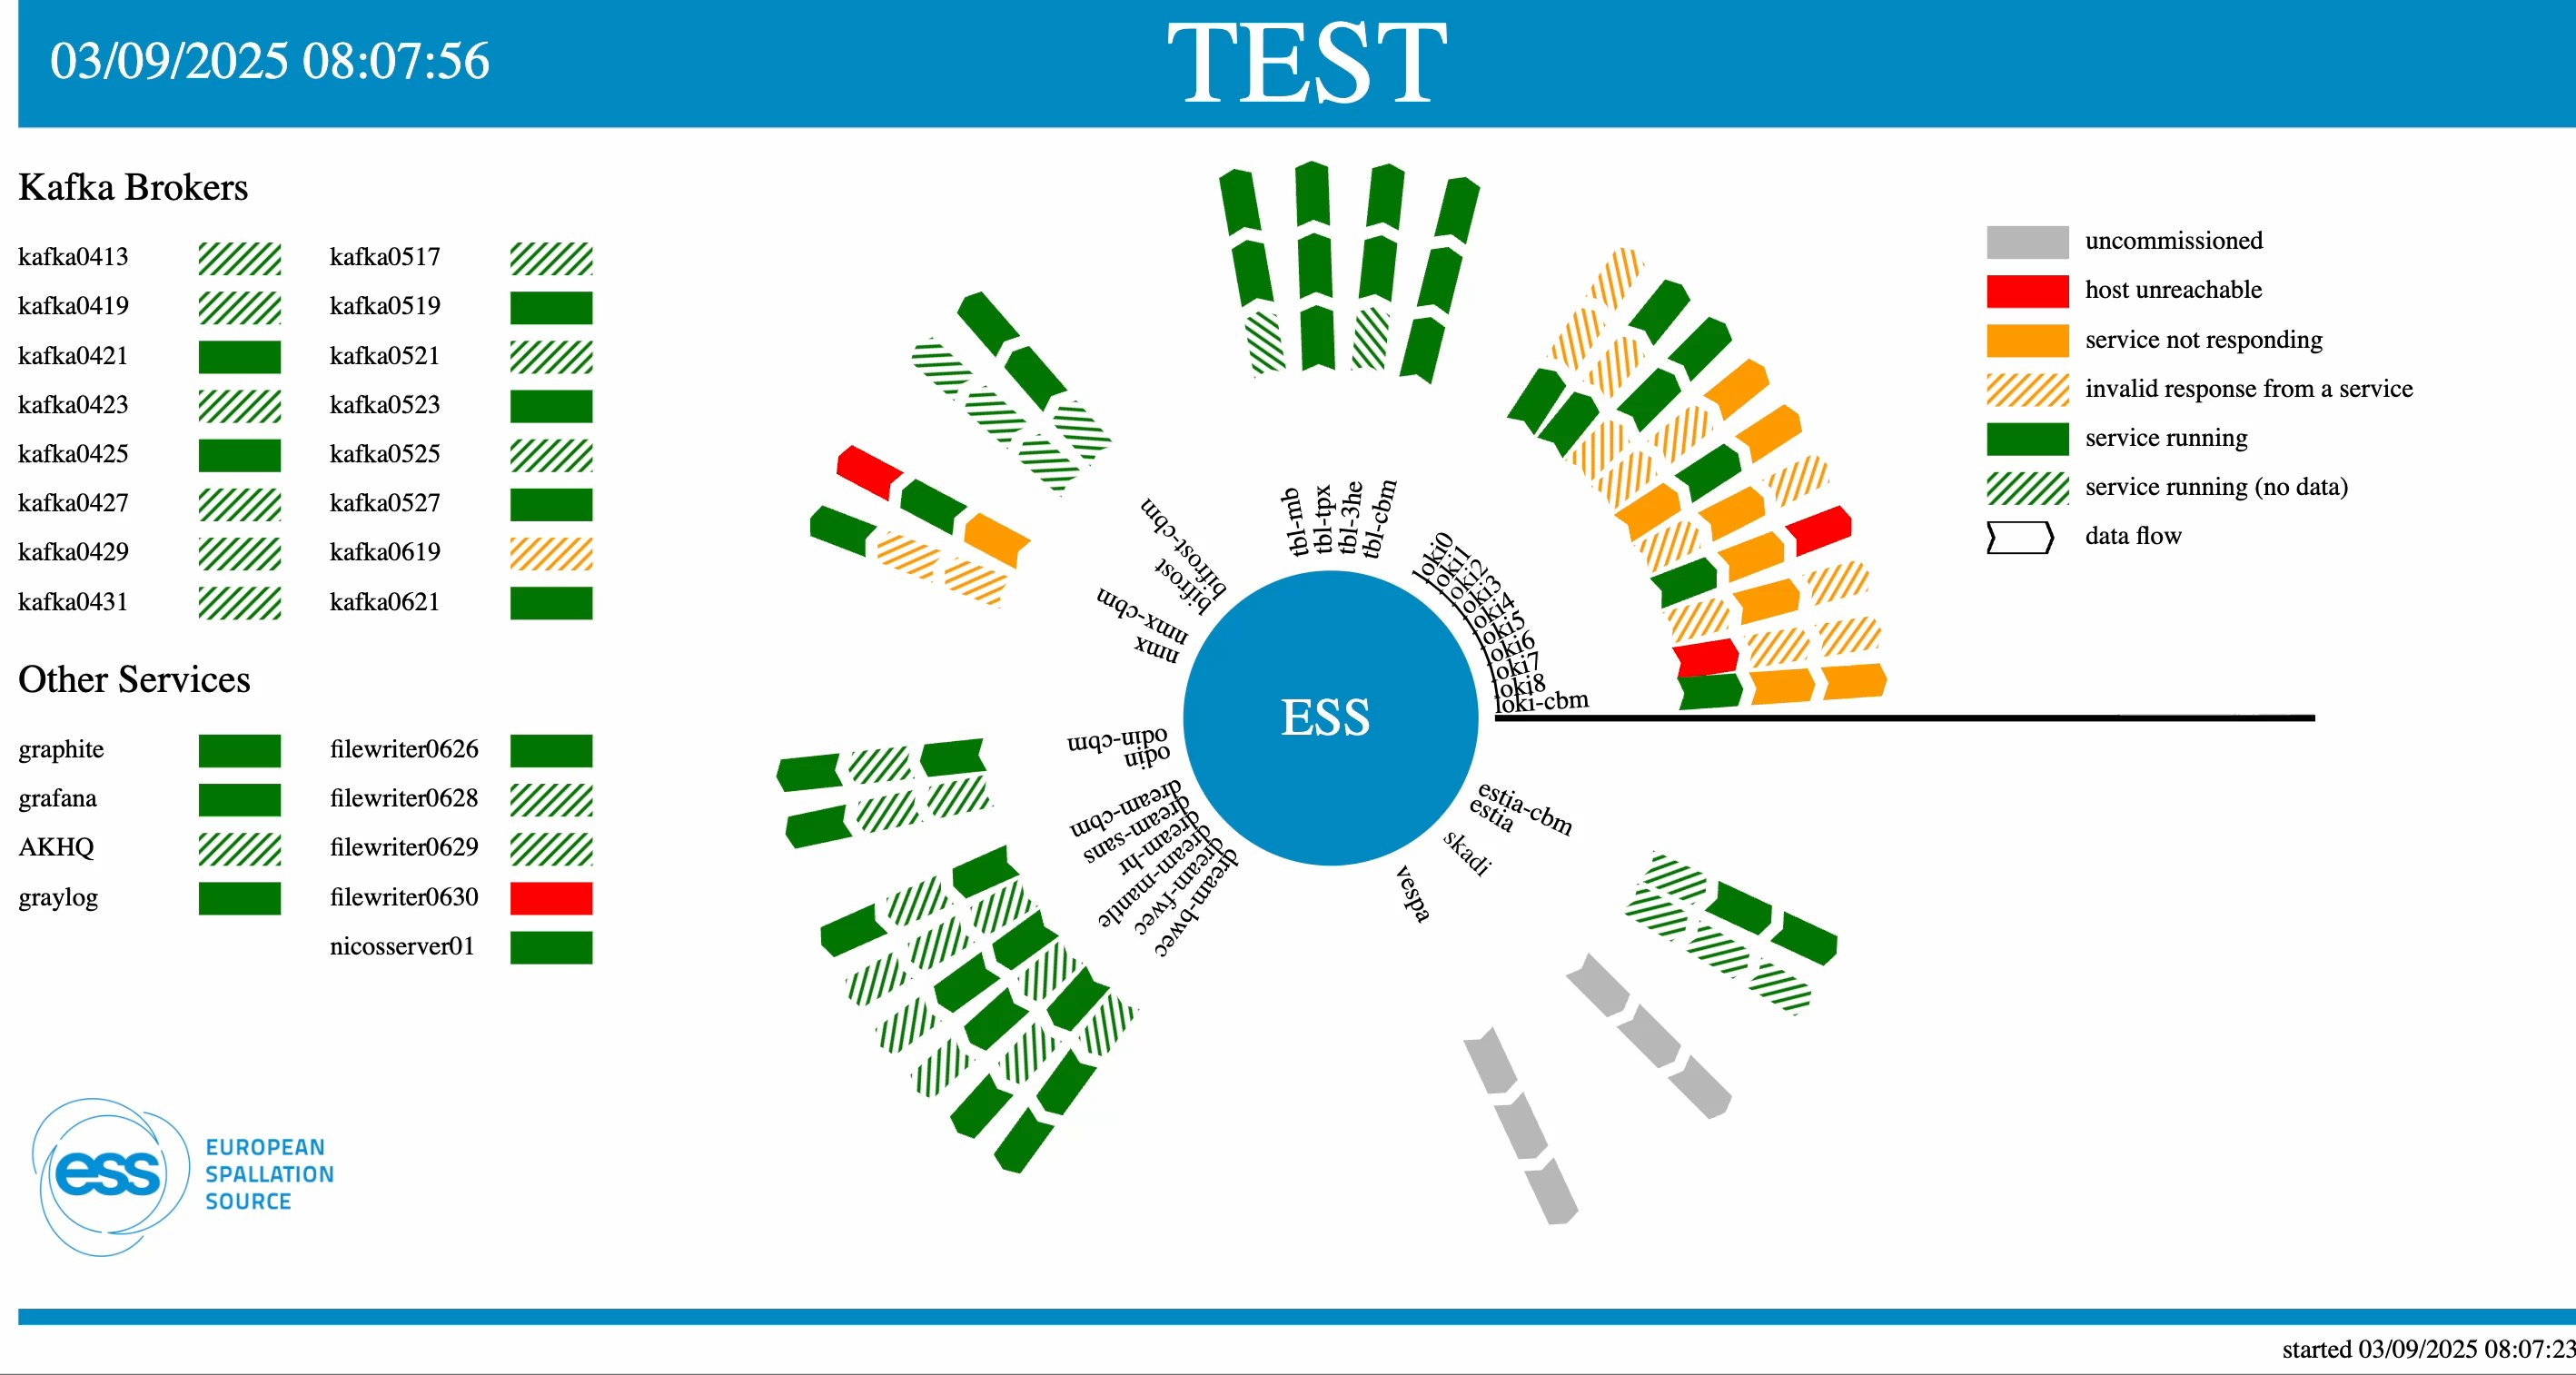 03/09/2025 08:07:56
TEST
Kafka Brokers
kafka0413 kafka0517
kafka0419 kafka0519
kafka0421 kafka0521
kafka0423 kafka0523
kafka0425 kafka0525
kafka0427 kafka0527
kafka0429 kafka0619
kafka0431 kafka0621
Other Services
graphite filewriter0626
grafana filewriter0628
AKHQ filewriter0629
graylog filewriter0630
nicosserver01
ess
EUROPEAN
SPALLATION
SOURCE
bifrost-cbm
bifrost
nmx-cbm
nmx
odin-cbm
odin
dream-cbm
dream-sans
dream-hr
dream-mantle
dream-fwec
dream-bwec
tbl-mb
tbl-tpx
tbl-3he
tbl-cbm
loki0
loki1
loki2
loki3
loki4
loki5
loki6
loki7
loki8
loki-cbm
ESS
estia-cbm
estia
skadi
vespa
uncommissioned
host unreachable
service not responding
invalid response from a service
service running
service running (no data)
data flow
started 03/09/2025 08:07:23